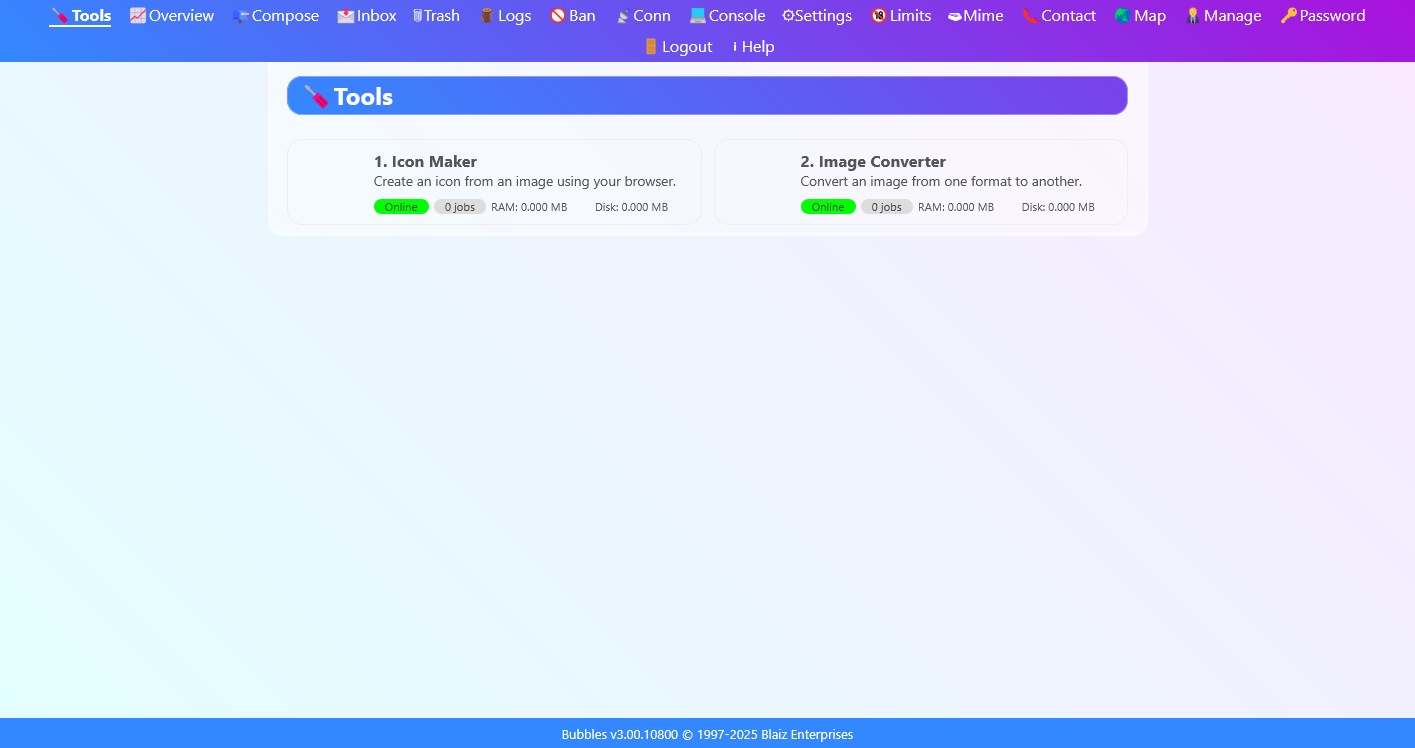 Tools Overview Compose Inbox Trash Logs Ban Conn Console Settings Limits Mime Contact Map Manage Password
Logout Help
Tools
1. Icon Maker
Create an icon from an image using your browser.
Online 0 jobs RAM: 0.000 MB Disk: 0.000 MB
2. Image Converter
Convert an image from one format to another.
Online 0 jobs RAM: 0.000 MB Disk: 0.000 MB
Bubbles v3.00.10800 © 1997-2025 Blaiz Enterprises